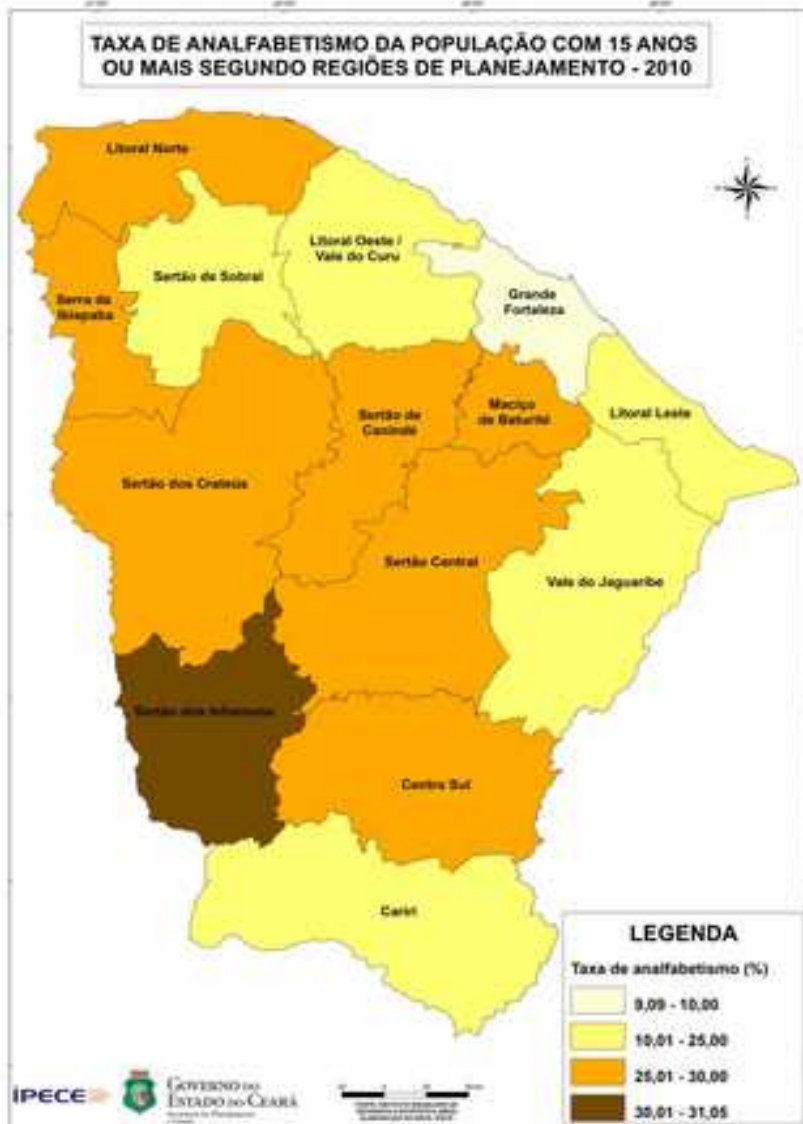 TAXA DE ANALFABETISMO DA POPULAÇÃO COM 15 ANOS
OU MAIS SEGUNDO REGIÕES DE PLANEJAMENTO - 2010
Litoral Norte
Litoral Oeste /
Vale do Curu
Sertão de Sobral
Grande
Fortaleza
Serra da
Ibiapaba
Maciço
de Baturité
Sertão de
Canindé
Litoral Leste
Sertão dos Crateús
Sertão Central
Vale do Jaguaribe
Sertão dos Inhamuns
Centro Sul
Cariri
LEGENDA
Taxa de analfabetismo (%)
9,09 - 10,00
10,01 - 25,00
25,01 - 30,00
30,01 - 31,05
IPECE
GOVERNO DO
ESTADO DO CEARÁ